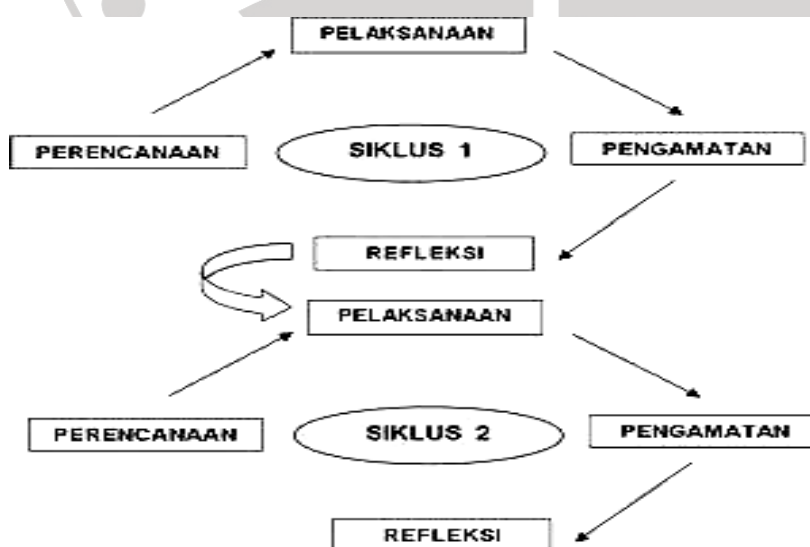 PELAKSANAAN
PERENCANAAN
SIKLUS 1
PENGAMATAN
REFLEKSI
PELAKSANAAN
PERENCANAAN
SIKLUS 2
PENGAMATAN
REFLEKSI